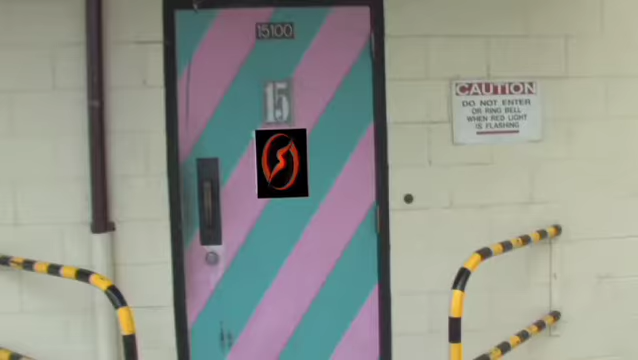 15100
15
CAUTION
DO NOT ENTER
OR RING BELL
WHEN RED LIGHT
IS FLASHING